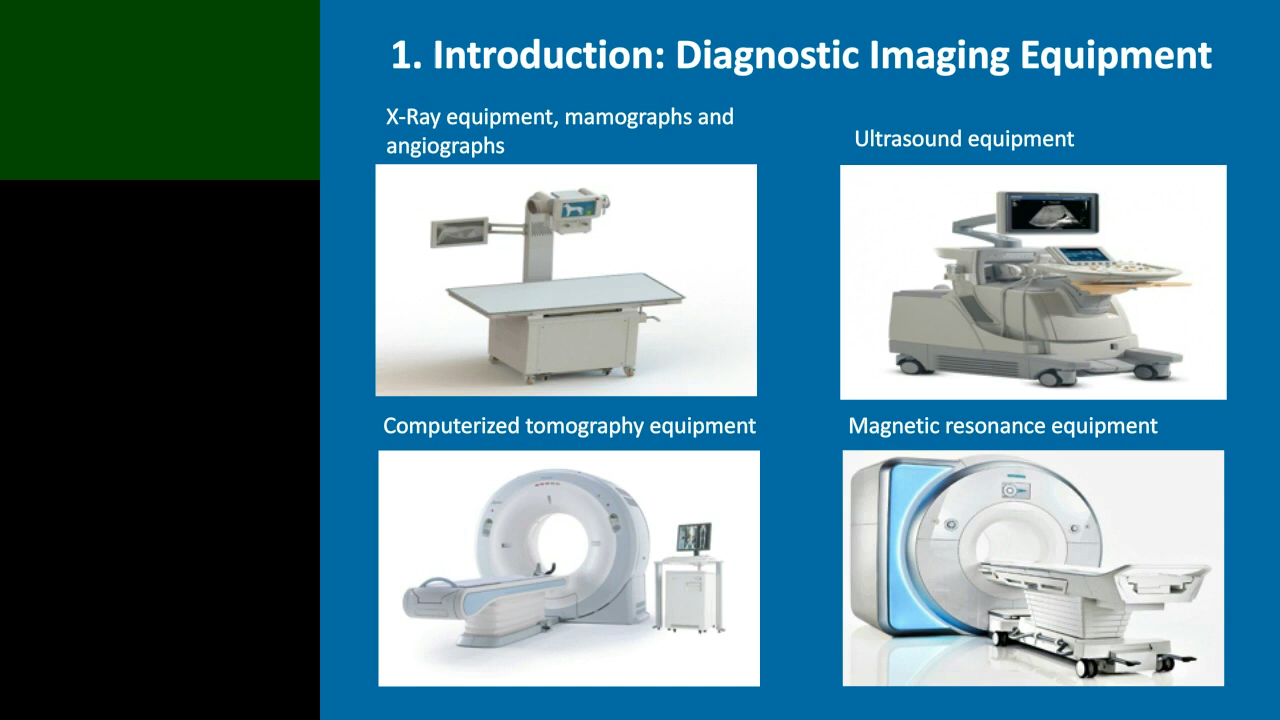 1. Introduction: Diagnostic Imaging Equipment
X-Ray equipment, mamographs and
angiographs
Ultrasound equipment
Computerized tomography equipment
Magnetic resonance equipment